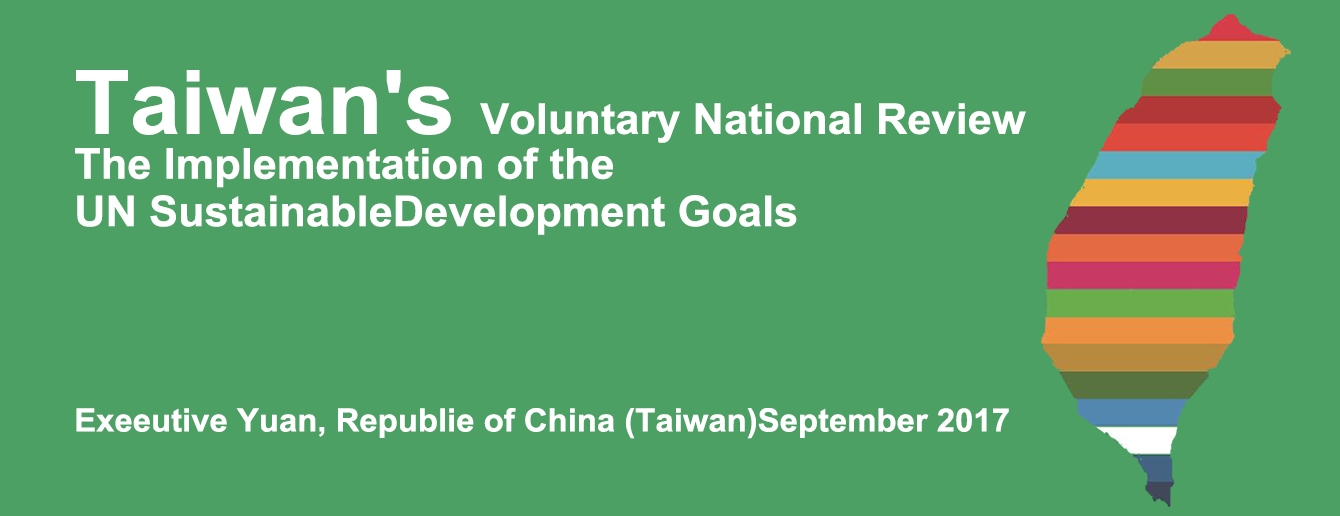 Taiwan's Voluntary National Review
The Implementation of the
UN SustainableDevelopment Goals
Exeeutive Yuan, Republie of China (Taiwan)September 2017